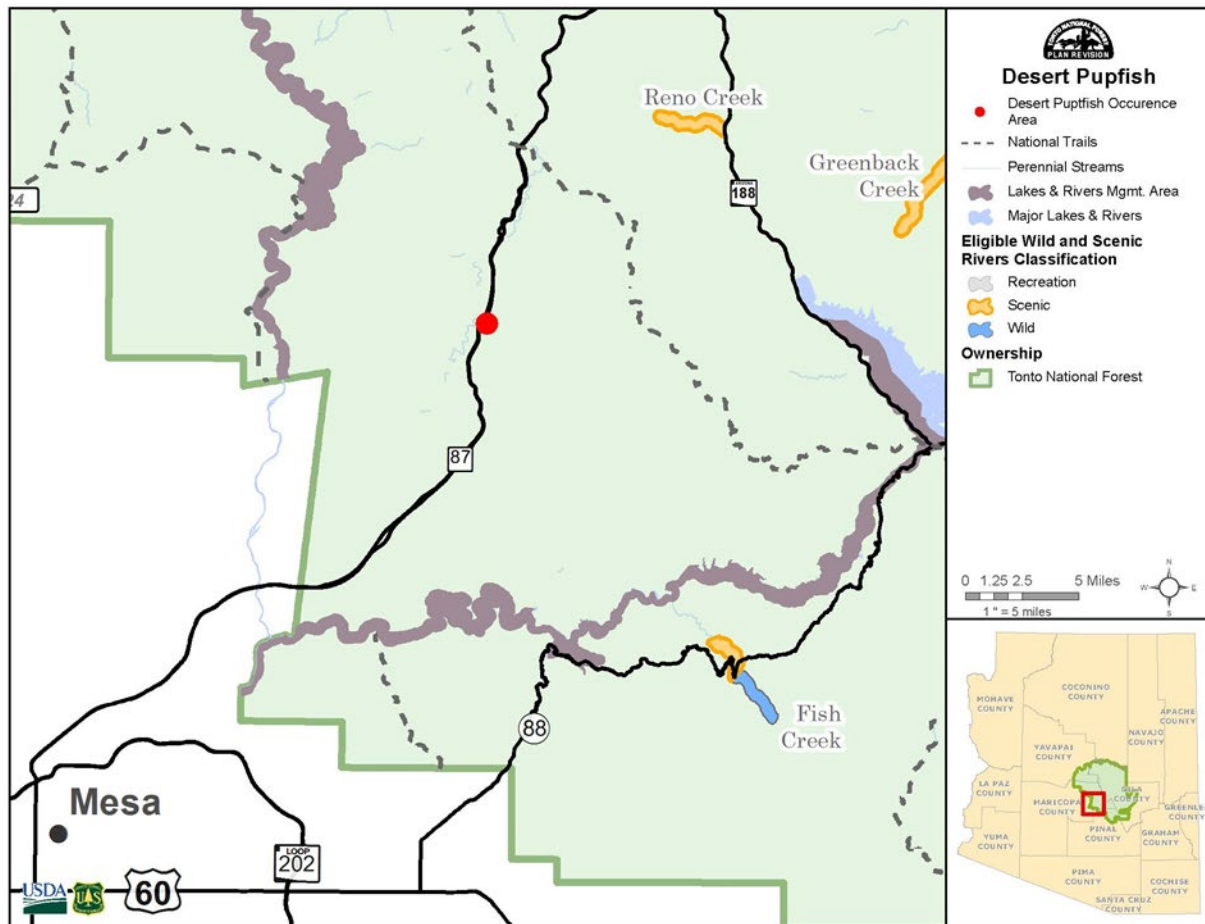 Reno Creek
Greenback
Creek
188
87
88
Fish
Creek
Mesa
LOOP
202
60
USDA
TONTO NATIONAL FOREST
PLAN REVISION
Desert Pupfish
Desert Puptfish Occurence
Area
National Trails
Perennial Streams
Lakes & Rivers Mgmt. Area
Major Lakes & Rivers
Eligible Wild and Scenic
Rivers Classification
Recreation
Scenic
Wild
Ownership
Tonto National Forest
0 1.25 2.5 5 Miles
1 " = 5 miles
N
W E
S
MOHAVE
COUNTY
COCONINO
COUNTY
APACHE
COUNTY
NAVAJO
COUNTY
YAVAPAI
COUNTY
LA PAZ
COUNTY
MARICOPA
COUNTY
GILA
COUNTY
GREENLEE
COUNTY
YUMA
COUNTY
PINAL
COUNTY
GRAHAM
COUNTY
PIMA
COUNTY
COCHISE
COUNTY
SANTA CRUZ
COUNTY